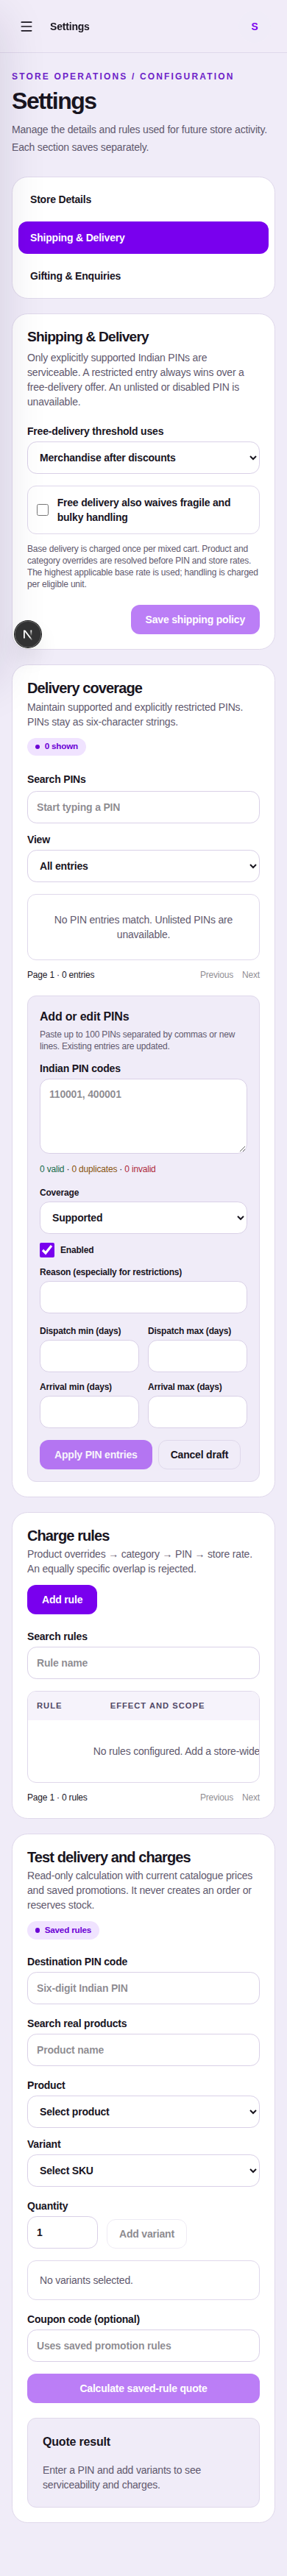 Settings
S
STORE OPERATIONS / CONFIGURATION
Settings
Manage the details and rules used for future store activity.
Each section saves separately.
Store Details
Shipping & Delivery
Gifting & Enquiries
Shipping & Delivery
Only explicitly supported Indian PINs are
serviceable. A restricted entry always wins over a
free-delivery offer. An unlisted or disabled PIN is
unavailable.
Free-delivery threshold uses
Merchandise after discounts
Free delivery also waives fragile and
bulky handling
Base delivery is charged once per mixed cart. Product and
category overrides are resolved before PIN and store rates.
The highest applicable base rate is used; handling is charged
per eligible unit.
Save shipping policy
N
Delivery coverage
Maintain supported and explicitly restricted PINs.
PINs stay as six-character strings.
0 shown
Search PINs
Start typing a PIN
View
All entries
No PIN entries match. Unlisted PINs are
unavailable.
Page 1 · 0 entries
Previous Next
Add or edit PINs
Paste up to 100 PINs separated by commas or new
lines. Existing entries are updated.
Indian PIN codes
110001, 400001
0 valid · 0 duplicates · 0 invalid
Coverage
Supported
Enabled
Reason (especially for restrictions)
Dispatch min (days) Dispatch max (days)
Arrival min (days) Arrival max (days)
Apply PIN entries Cancel draft
Charge rules
Product overrides → category → PIN → store rate.
An equally specific overlap is rejected.
Add rule
Search rules
Rule name
RULE EFFECT AND SCOPE
No rules configured. Add a store-wide
Page 1 · 0 rules
Previous Next
Test delivery and charges
Read-only calculation with current catalogue prices
and saved promotions. It never creates an order or
reserves stock.
Saved rules
Destination PIN code
Six-digit Indian PIN
Search real products
Product name
Product
Select product
Variant
Select SKU
Quantity
1 Add variant
No variants selected.
Coupon code (optional)
Uses saved promotion rules
Calculate saved-rule quote
Quote result
Enter a PIN and add variants to see
serviceability and charges.